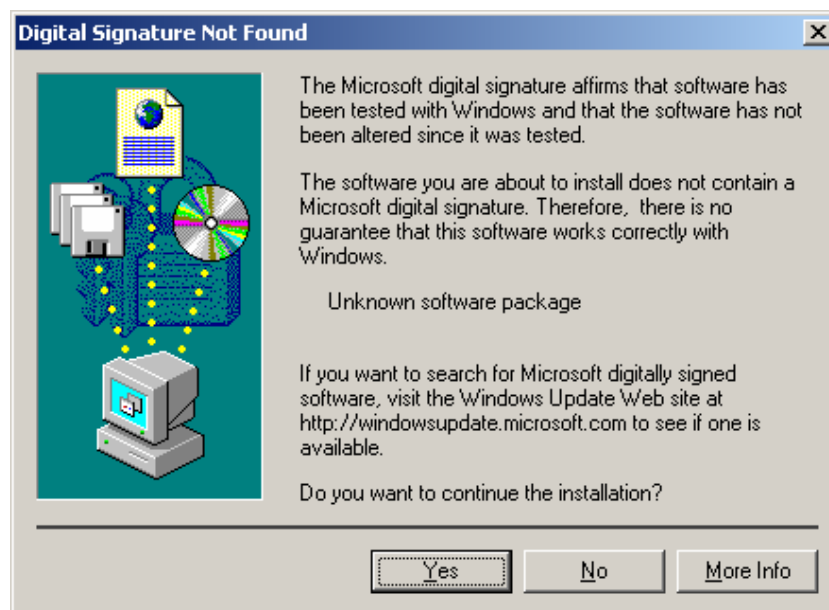 Digital Signature Not Found
The Microsoft digital signature affirms that software has
been tested with Windows and that the software has not
been altered since it was tested.
The software you are about to install does not contain a
Microsoft digital signature. Therefore, there is no
guarantee that this software works correctly with
Windows.
Unknown software package
If you want to search for Microsoft digitally signed
software, visit the Windows Update Web site at
http://windowsupdate.microsoft.com to see if one is
available.
Do you want to continue the installation?
Yes No More Info